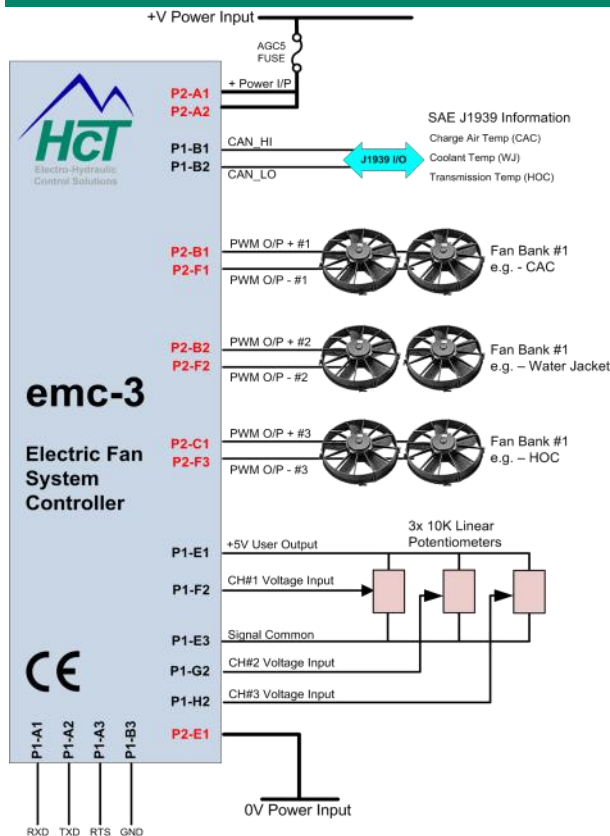 +V Power Input
AGC5
FUSE
+ Power I/P
P2-A1
P2-A2
HCT
Electro-Hydraulic
Control Solutions
P1-B1
CAN_HI
P1-B2
CAN_LO
J1939 I/O
SAE J1939 Information
Charge Air Temp (CAC)
Coolant Temp (WJ)
Transmission Temp (HOC)
P2-B1
PWM O/P + #1
P2-F1
PWM O/P - #1
Fan Bank #1
e.g. - CAC
P2-B2
PWM O/P + #2
P2-F2
PWM O/P - #2
Fan Bank #1
e.g. – Water Jacket
emc-3
P2-C1
PWM O/P + #3
P2-F3
PWM O/P - #3
Fan Bank #1
e.g. – HOC
Electric Fan
System
Controller
3x 10K Linear
Potentiometers
P1-E1
+5V User Output
P1-F2
CH#1 Voltage Input
P1-E3
Signal Common
P1-G2
CH#2 Voltage Input
P1-H2
CH#3 Voltage Input
CE
P2-E1
P1-A1
P1-A2
P1-A3
P1-B3
0V Power Input
RXD
TXD
RTS
GND